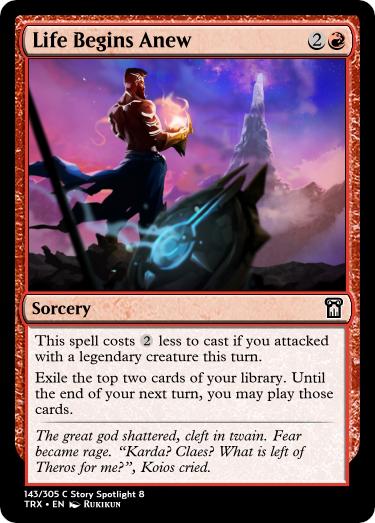 Life Begins Anew 2
Sorcery
This spell costs 2 less to cast if you attacked
with a legendary creature this turn.
Exile the top two cards of your library. Until
the end of your next turn, you may play those
cards.
The great god shattered, cleft in twain. Fear
became rage. “Karda? Claes? What is left of
Theros for me?”, Koios cried.
143/305 C Story Spotlight 8
TRX • EN Rukikun